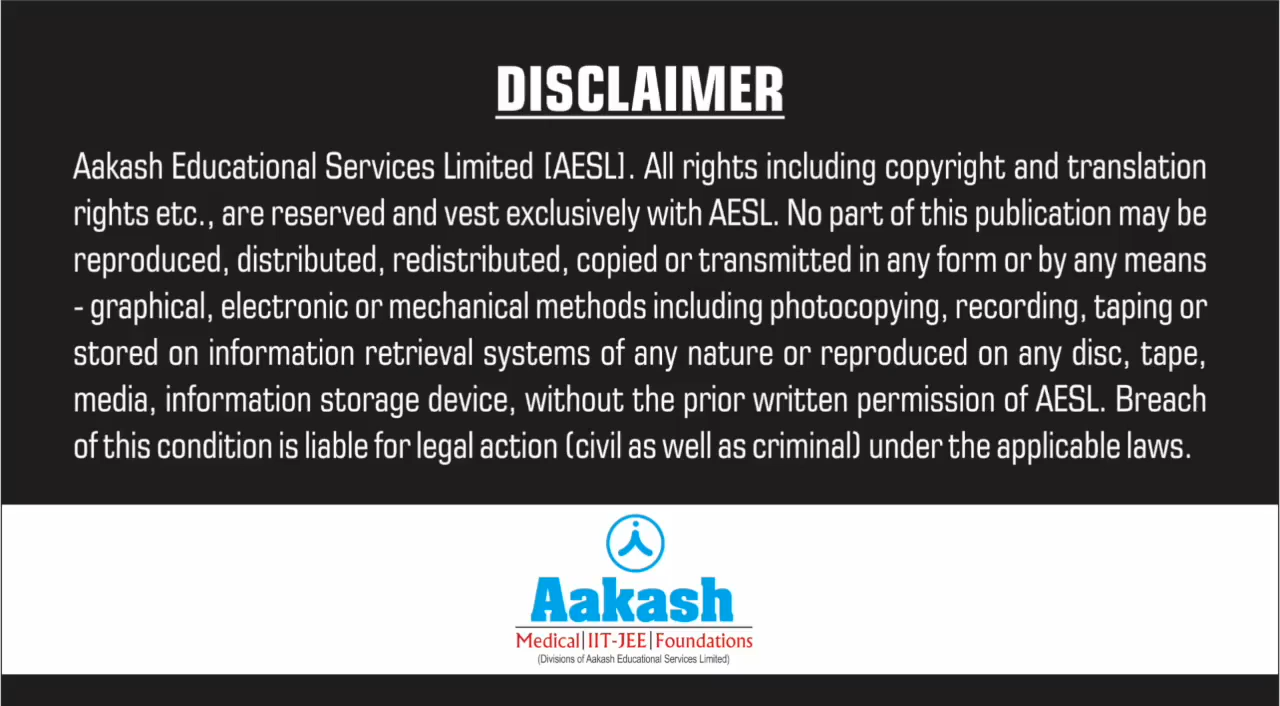 DISCLAIMER
Aakash Educational Services Limited [AESL]. All rights including copyright and translation
rights etc., are reserved and vest exclusively with AESL. No part of this publication may be
reproduced, distributed, redistributed, copied or transmitted in any form or by any means
- graphical, electronic or mechanical methods including photocopying, recording, taping or
stored on information retrieval systems of any nature or reproduced on any disc, tape,
media, information storage device, without the prior written permission of AESL. Breach
of this condition is liable for legal action (civil as well as criminal) under the applicable laws.
Aakash
Medical|IIT-JEE|Foundations
(Divisions of Aakash Educational Services Limited)